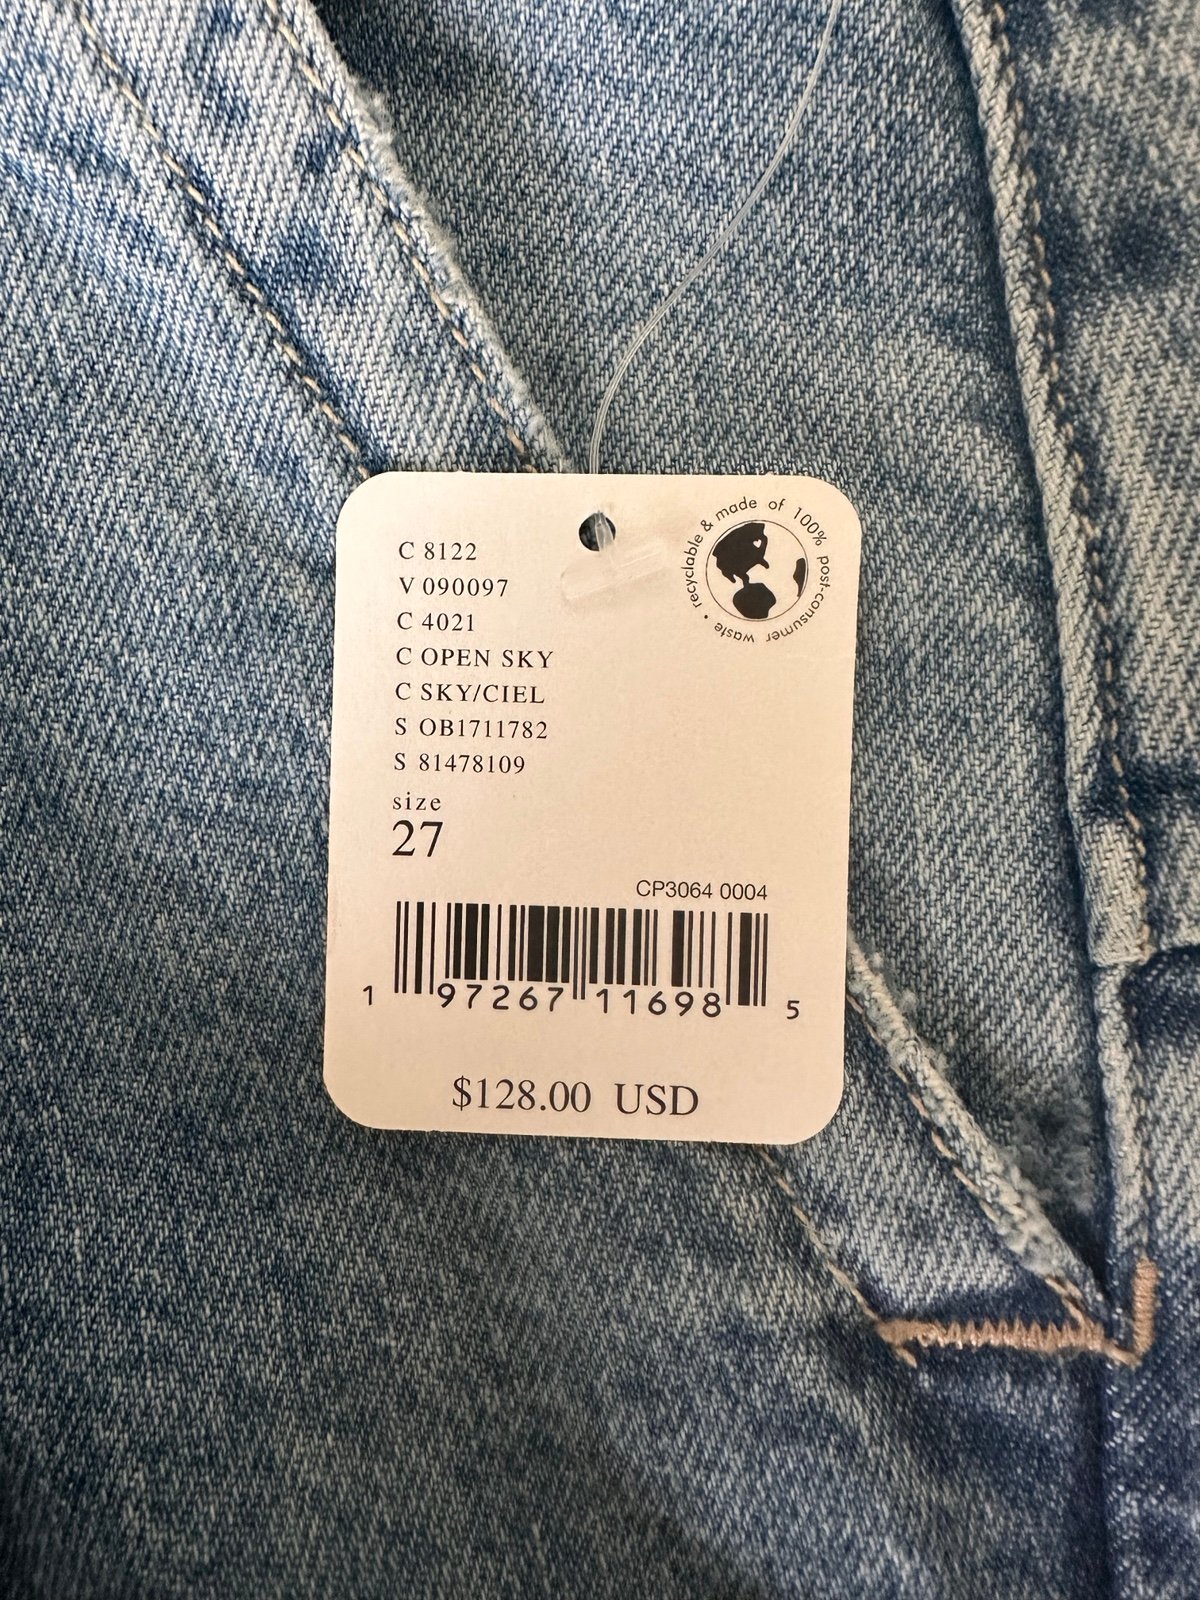 recyclable & made of 100% post-consumer waste •
C 8122
V 090097
C 4021
C OPEN SKY
C SKY/CIEL
S OB1711782
S 81478109
size
27
CP3064 0004
1 97267 11698 5
$128.00 USD